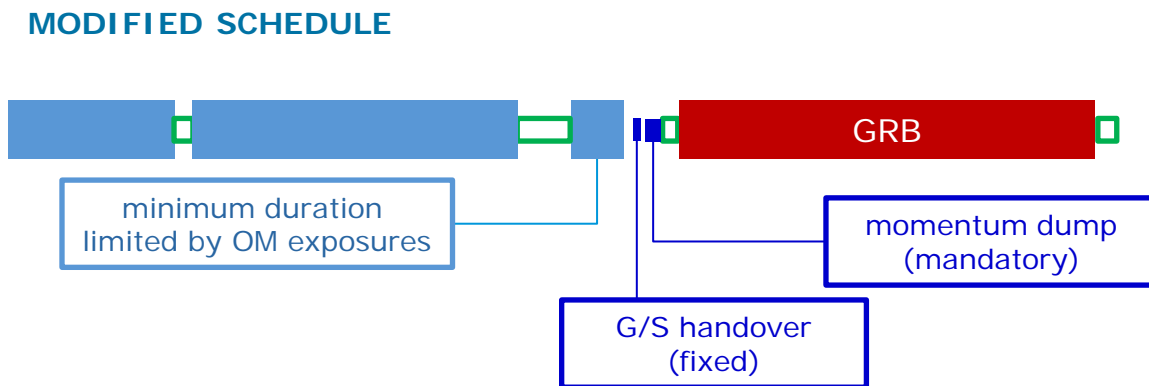 MODIFIED SCHEDULE
GRB
minimum duration
limited by OM exposures
momentum dump
(mandatory)
G/S handover
(fixed)